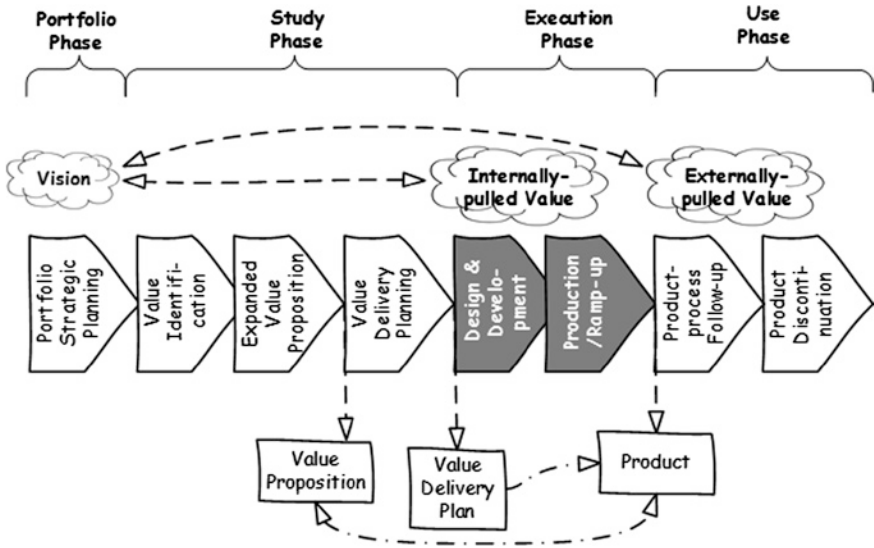 Portfolio
Phase
Study
Phase
Execution
Phase
Use
Phase
Vision
Internally-
pulled Value
Externally-
pulled Value
Portfolio
Strategic
Planning
Value
Identifi-
cation
Expanded
Value
Proposition
Value
Delivery
Planning
Design &
Develo-
pment
Production
/Ramp-up
Product-
process
Follow-up
Product
Disconti-
nuation
Value
Proposition
Value
Delivery
Plan
Product